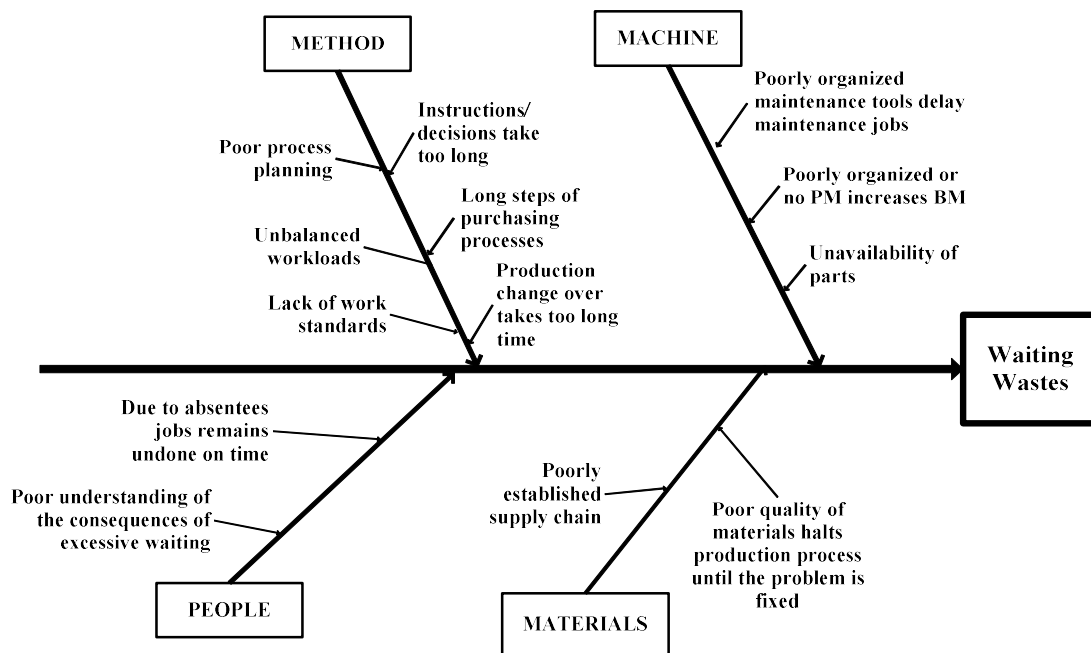 METHOD
MACHINE
Instructions/
decisions take
too long
Poor process
planning
Long steps of
purchasing
processes
Unbalanced
workloads
Production
change over
takes too long
time
Lack of work
standards
Poorly organized
maintenance tools delay
maintenance jobs
Poorly organized or
no PM increases BM
Unavailability of
parts
Waiting
Wastes
Due to absentees
jobs remains
undone on time
Poor understanding of
the consequences of
excessive waiting
PEOPLE
Poorly
established
supply chain
Poor quality of
materials halts
production process
until the problem is
fixed
MATERIALS